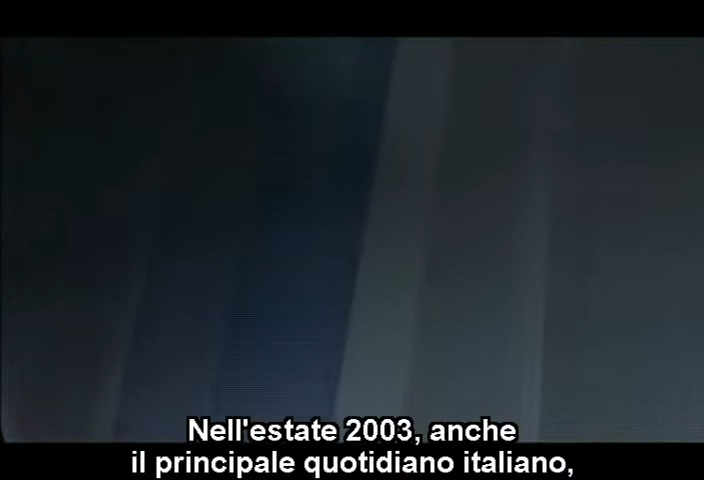 Nell'estate 2003, anche
il principale quotidiano italiano,